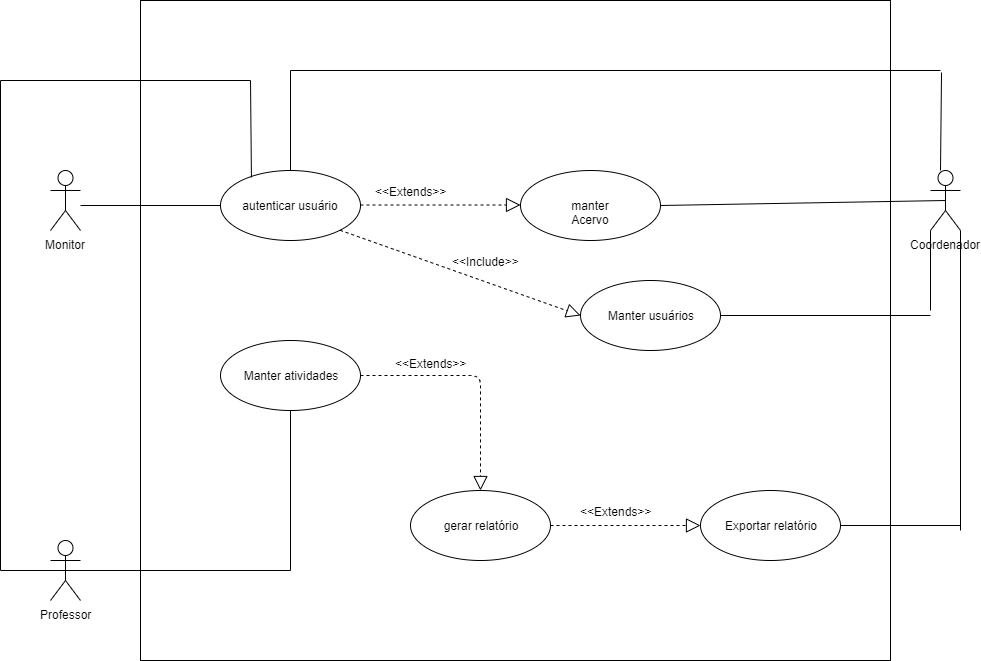 <<Extends>>
autenticar usuário
manter
Acervo
Monitor
Coordenador
<<Include>>
Manter usuários
<<Extends>>
Manter atividades
<<Extends>>
gerar relatório
Exportar relatório
Professor